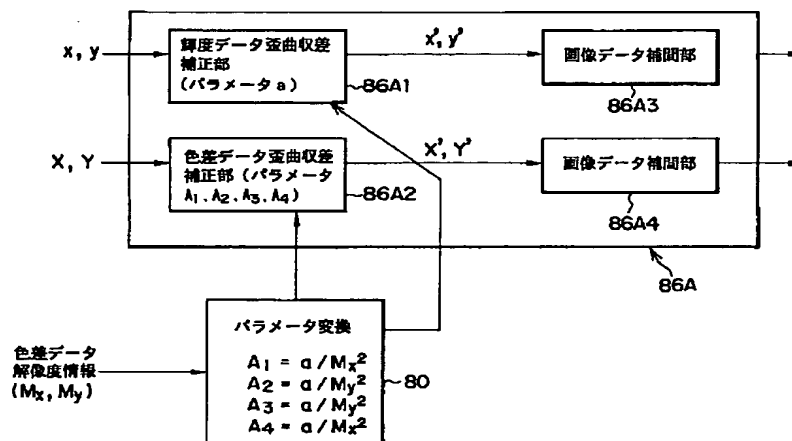 x, y
輝度データ歪曲収差
補正部
(パラメータa)
86A1
x', y'
画像データ補間部
86A3
X, Y
色差データ歪曲収差
補正部(パラメータ
A₁、A₂、A₃、A₄)
86A2
X', Y'
画像データ補間部
86A4
86A
色差データ
解像度情報
(Mx, My)
パラメータ変換
A₁ = a/Mx²
A₂ = a/My²
A₃ = a/My²
A₄ = a/Mx²
80